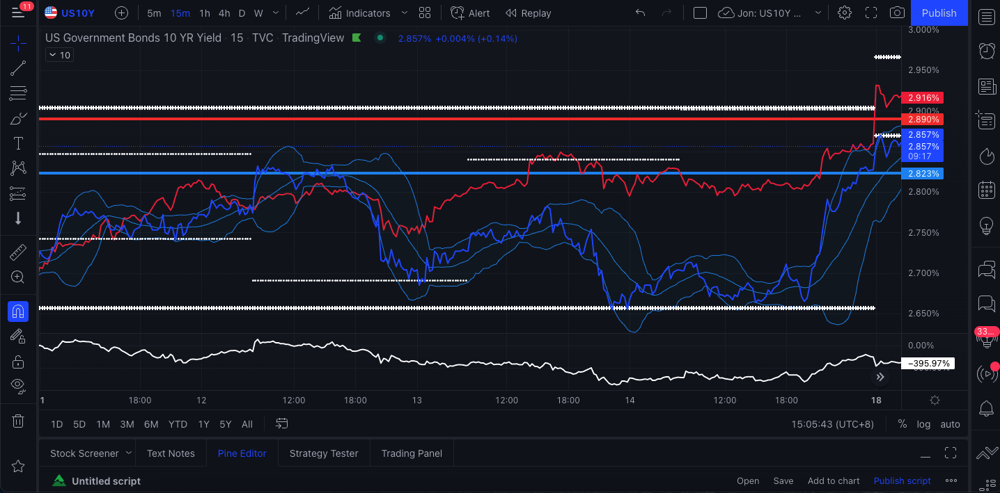 11
US10Y
5m 15m 1h 4h D W
Indicators
Alert
Replay
Jon: US10Y ...
Publish
US Government Bonds 10 YR Yield · 15 · TVC · TradingView
2.857% +0.004% (+0.14%)
10
3.000%
2.950%
2.916%
2.900%
2.890%
2.857%
2.857%
09:17
2.823%
2.800%
2.750%
2.700%
2.650%
0.00%
−395.97%
33...
1 18:00 12 12:00 18:00 13 12:00 18:00 14 12:00 18:00 18
1D 5D 1M 3M 6M YTD 1Y 5Y All
15:05:43 (UTC+8)
% log auto
Stock Screener Text Notes Pine Editor Strategy Tester Trading Panel
Untitled script
Open Save Add to chart Publish script